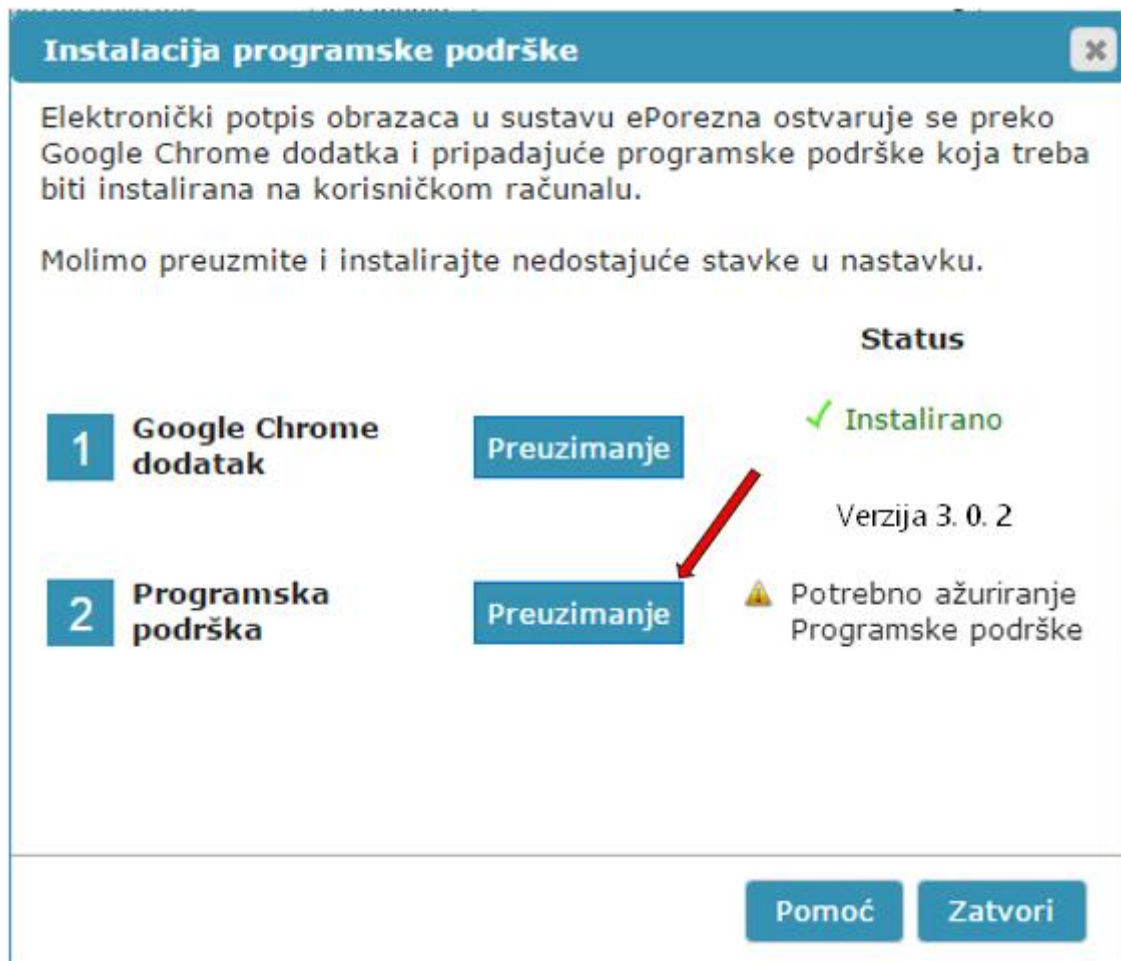 Instalacija programske podrške
Elektronički potpis obrazaca u sustavu ePorezna ostvaruje se preko
Google Chrome dodatka i pripadajuće programske podrške koja treba
biti instalirana na korisničkom računalu.
Molimo preuzmite i instalirajte nedostajuće stavke u nastavku.
Status
1
Google Chrome
dodatak
Preuzimanje
Instalirano
Verzija 3. 0. 2
2
Programska
podrška
Preuzimanje
Potrebno ažuriranje
Programske podrške
Pomoć
Zatvori